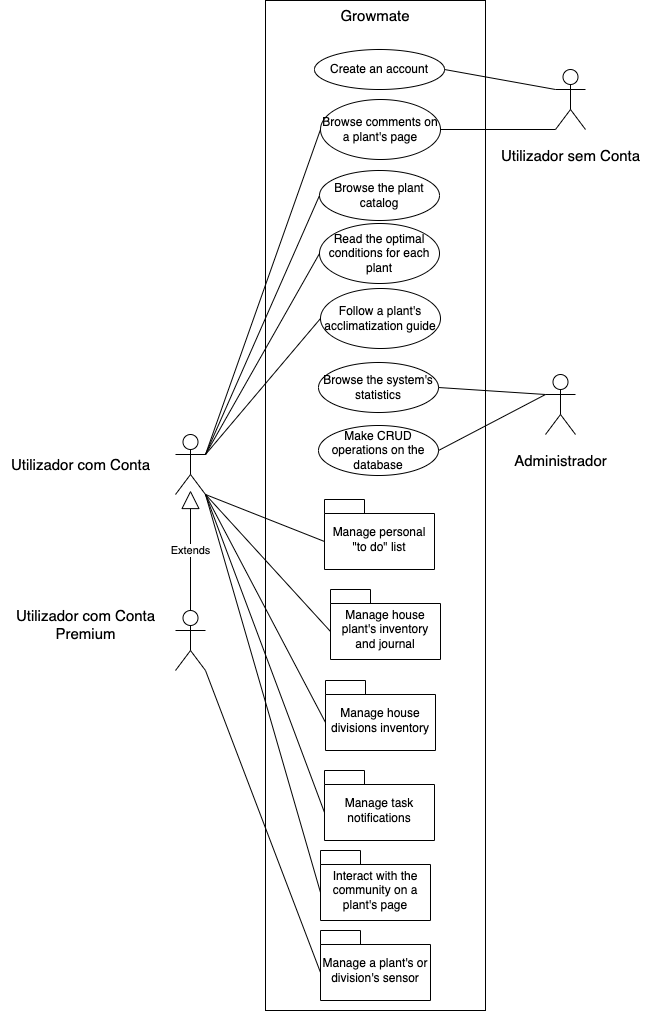 Growmate
Create an account
Browse comments on
a plant's page
Utilizador sem Conta
Browse the plant
catalog
Read the optimal
conditions for each
plant
Follow a plant's
acclimatization guide
Browse the system's
statistics
Make CRUD
operations on the
database
Administrador
Utilizador com Conta
Manage personal
"to do" list
Extends
Utilizador com Conta
Premium
Manage house
plant's inventory
and journal
Manage house
divisions inventory
Manage task
notifications
Interact with the
community on a
plant's page
Manage a plant's or
division's sensor